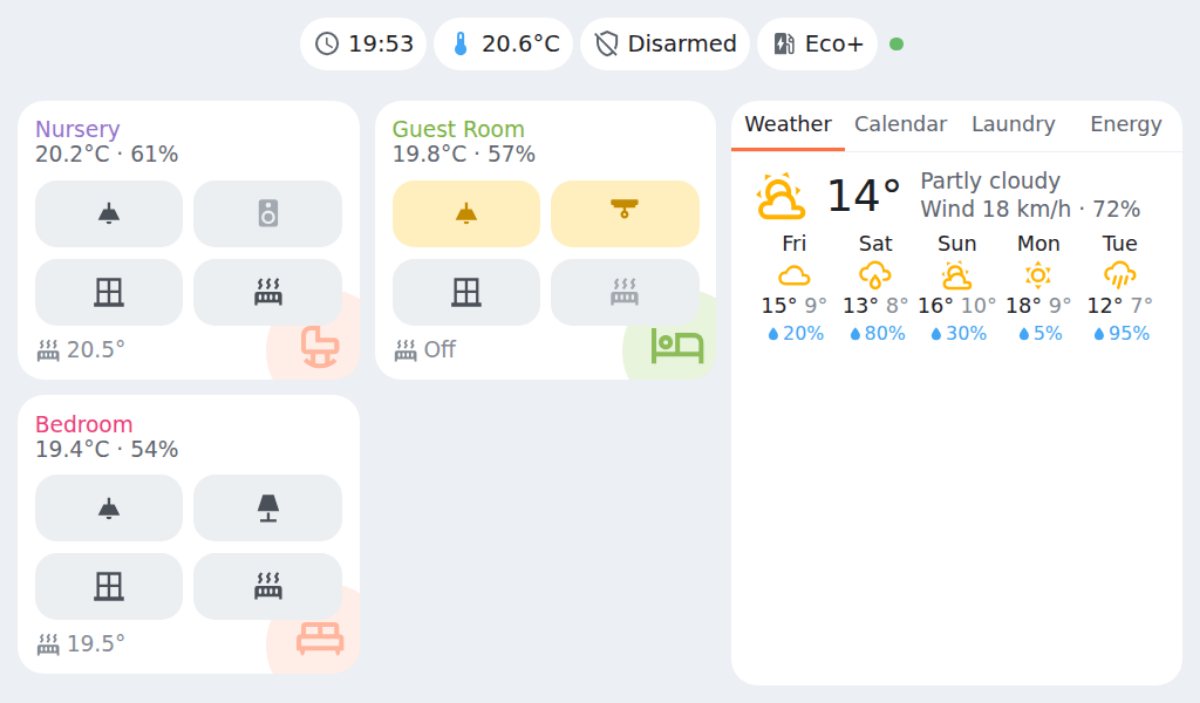 19:53 20.6°C Disarmed Eco+
Nursery
20.2°C · 61%
20.5°
Guest Room
19.8°C · 57%
Off
Bedroom
19.4°C · 54%
19.5°
Weather Calendar Laundry Energy
14°
Partly cloudy
Wind 18 km/h · 72%
Fri Sat Sun Mon Tue
15° 9° 13° 8° 16° 10° 18° 9° 12° 7°
20% 80% 30% 5% 95%